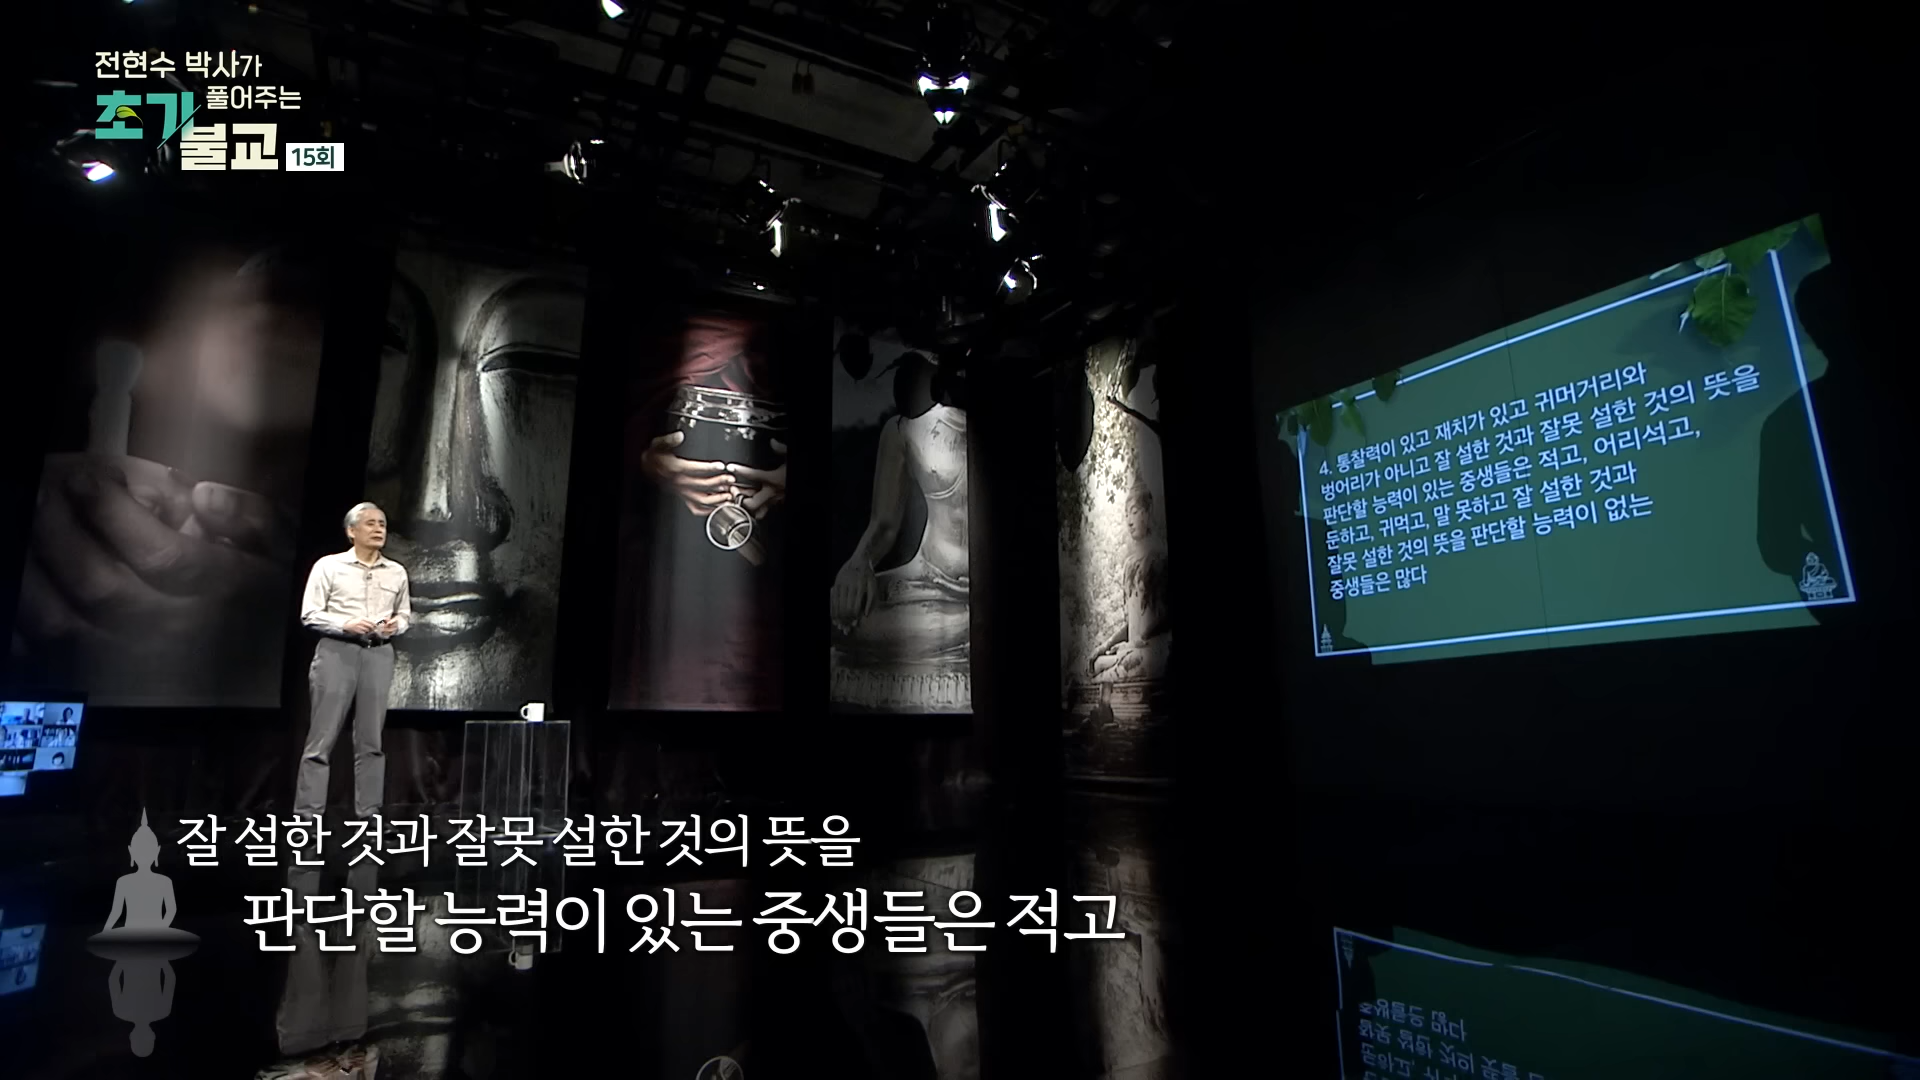 전현수 박사가
풀어주는
초기
불교 15회
4. 통찰력이 있고 재치가 있고 귀머거리와
벙어리가 아니고 잘 설한 것과 잘못 설한 것의 뜻을
판단할 능력이 있는 중생들은 적고, 어리석고,
둔하고, 귀먹고, 말 못하고 잘 설한 것과
잘못 설한 것의 뜻을 판단할 능력이 없는
중생들은 많다
잘 설한 것과 잘못 설한 것의 뜻을
판단할 능력이 있는 중생들은 적고